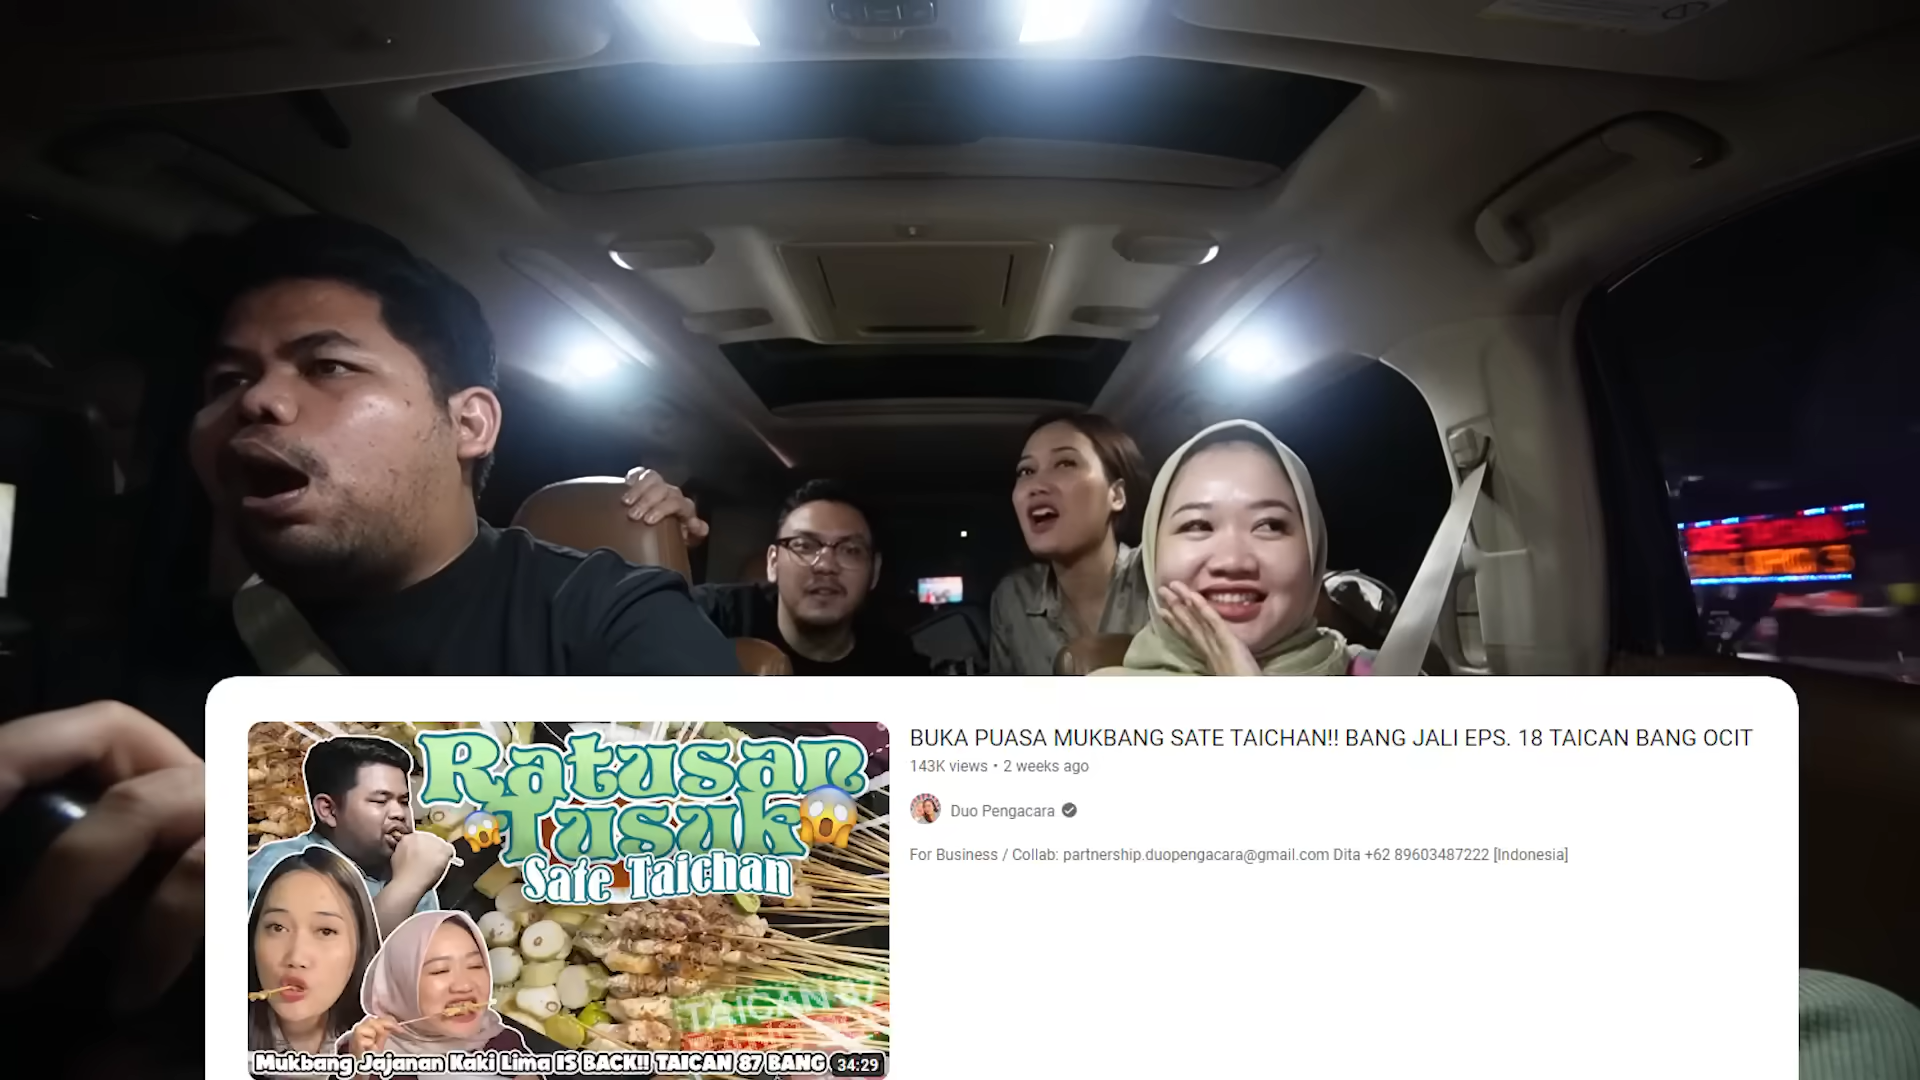 Ratusan
Tusuk
Sate Taichan
TAICAN 87
Mukbang Jajanan Kaki Lima IS BACK!! TAICAN 87 BANG
34:29
BUKA PUASA MUKBANG SATE TAICHAN!! BANG JALI EPS. 18 TAICAN BANG OCIT
143K views • 2 weeks ago
Duo Pengacara
For Business / Collab: partnership.duopengacara@gmail.com Dita +62 89603487222 [Indonesia]